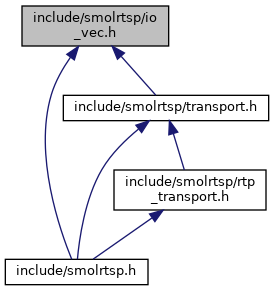 include/smolrtsp/io
_vec.h
include/smolrtsp/transport.h
include/smolrtsp/rtp
_transport.h
include/smolrtsp.h